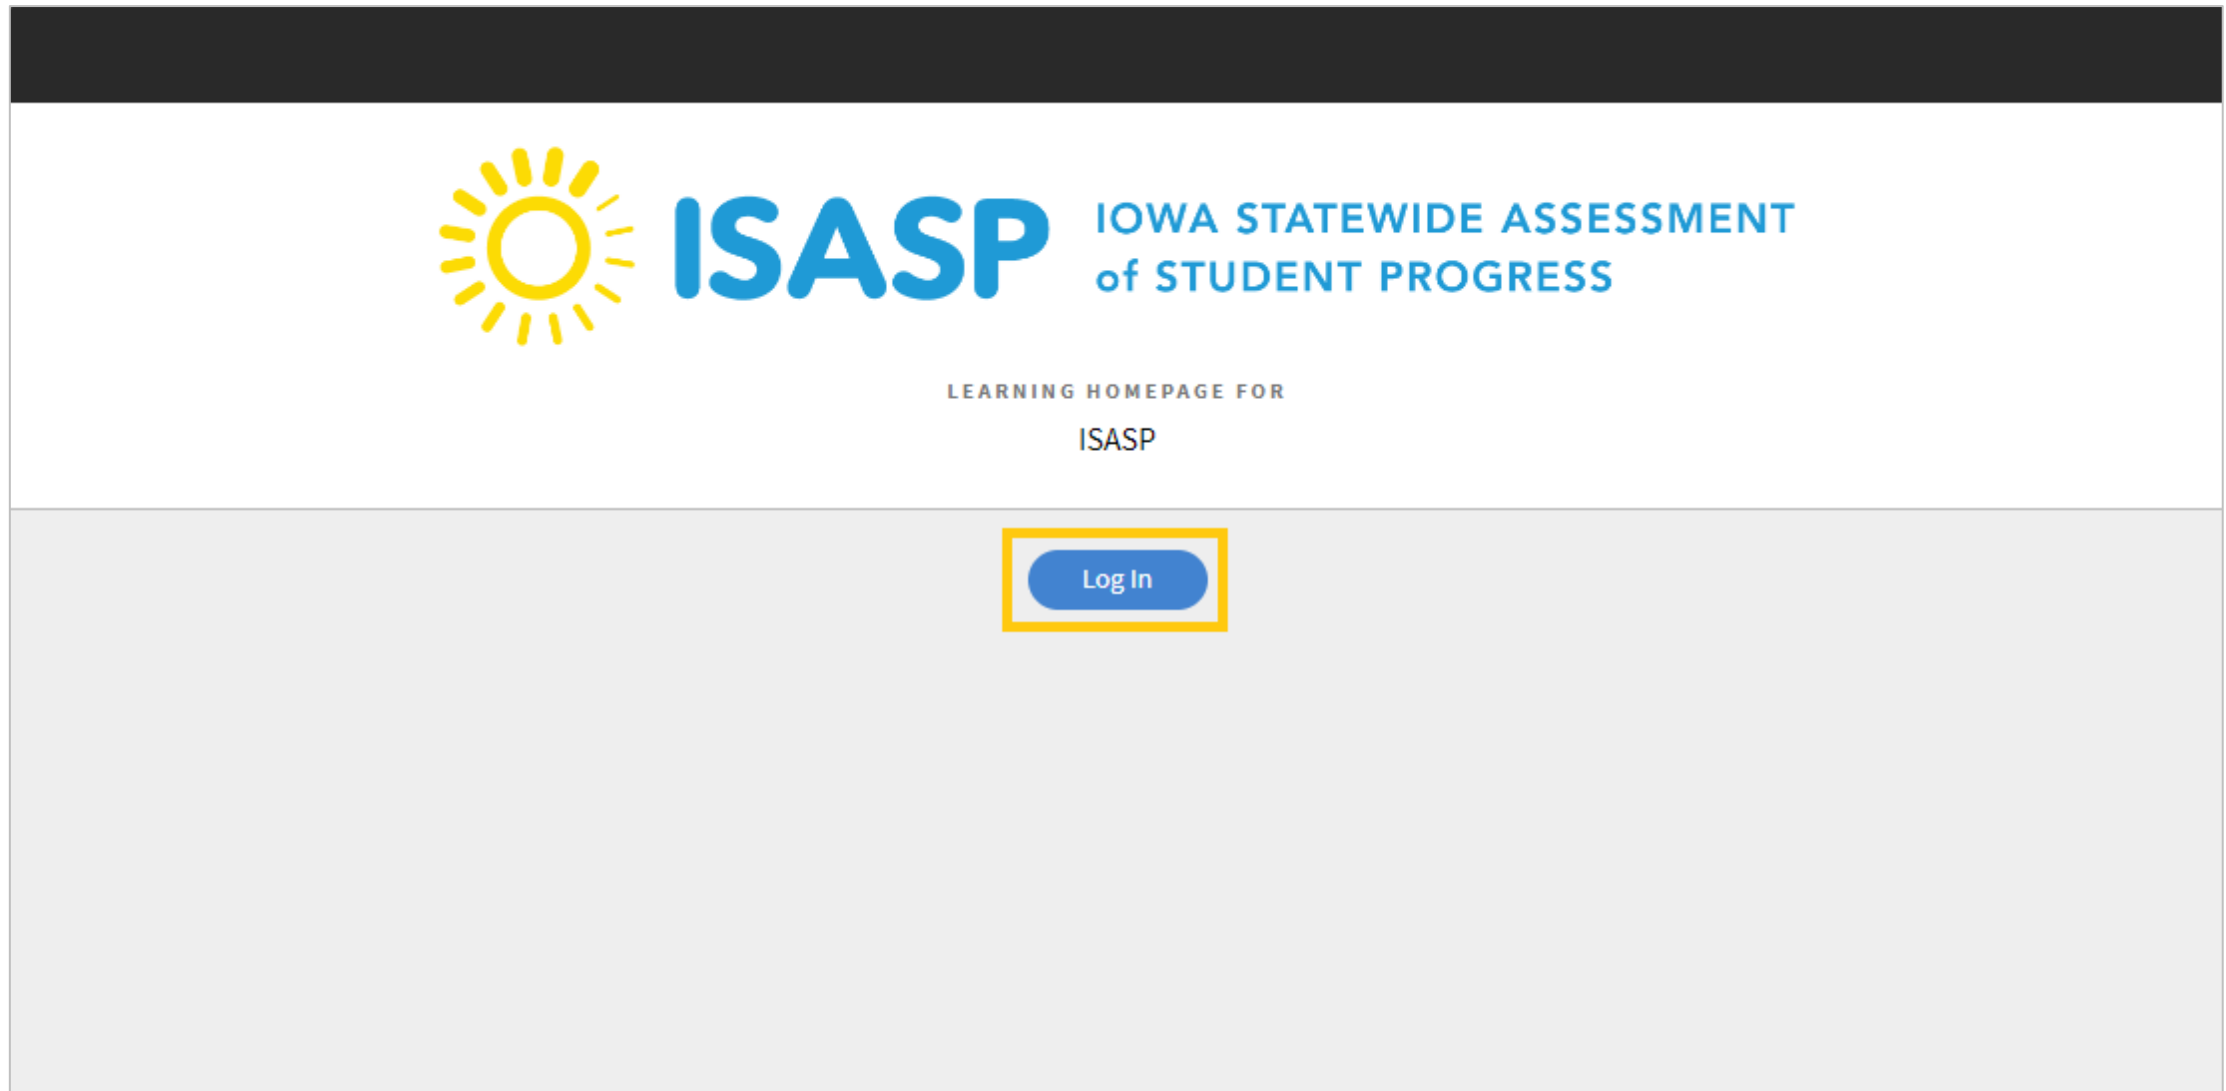 ISASP
IOWA STATEWIDE ASSESSMENT
of STUDENT PROGRESS
LEARNING HOMEPAGE FOR
ISASP
Log In